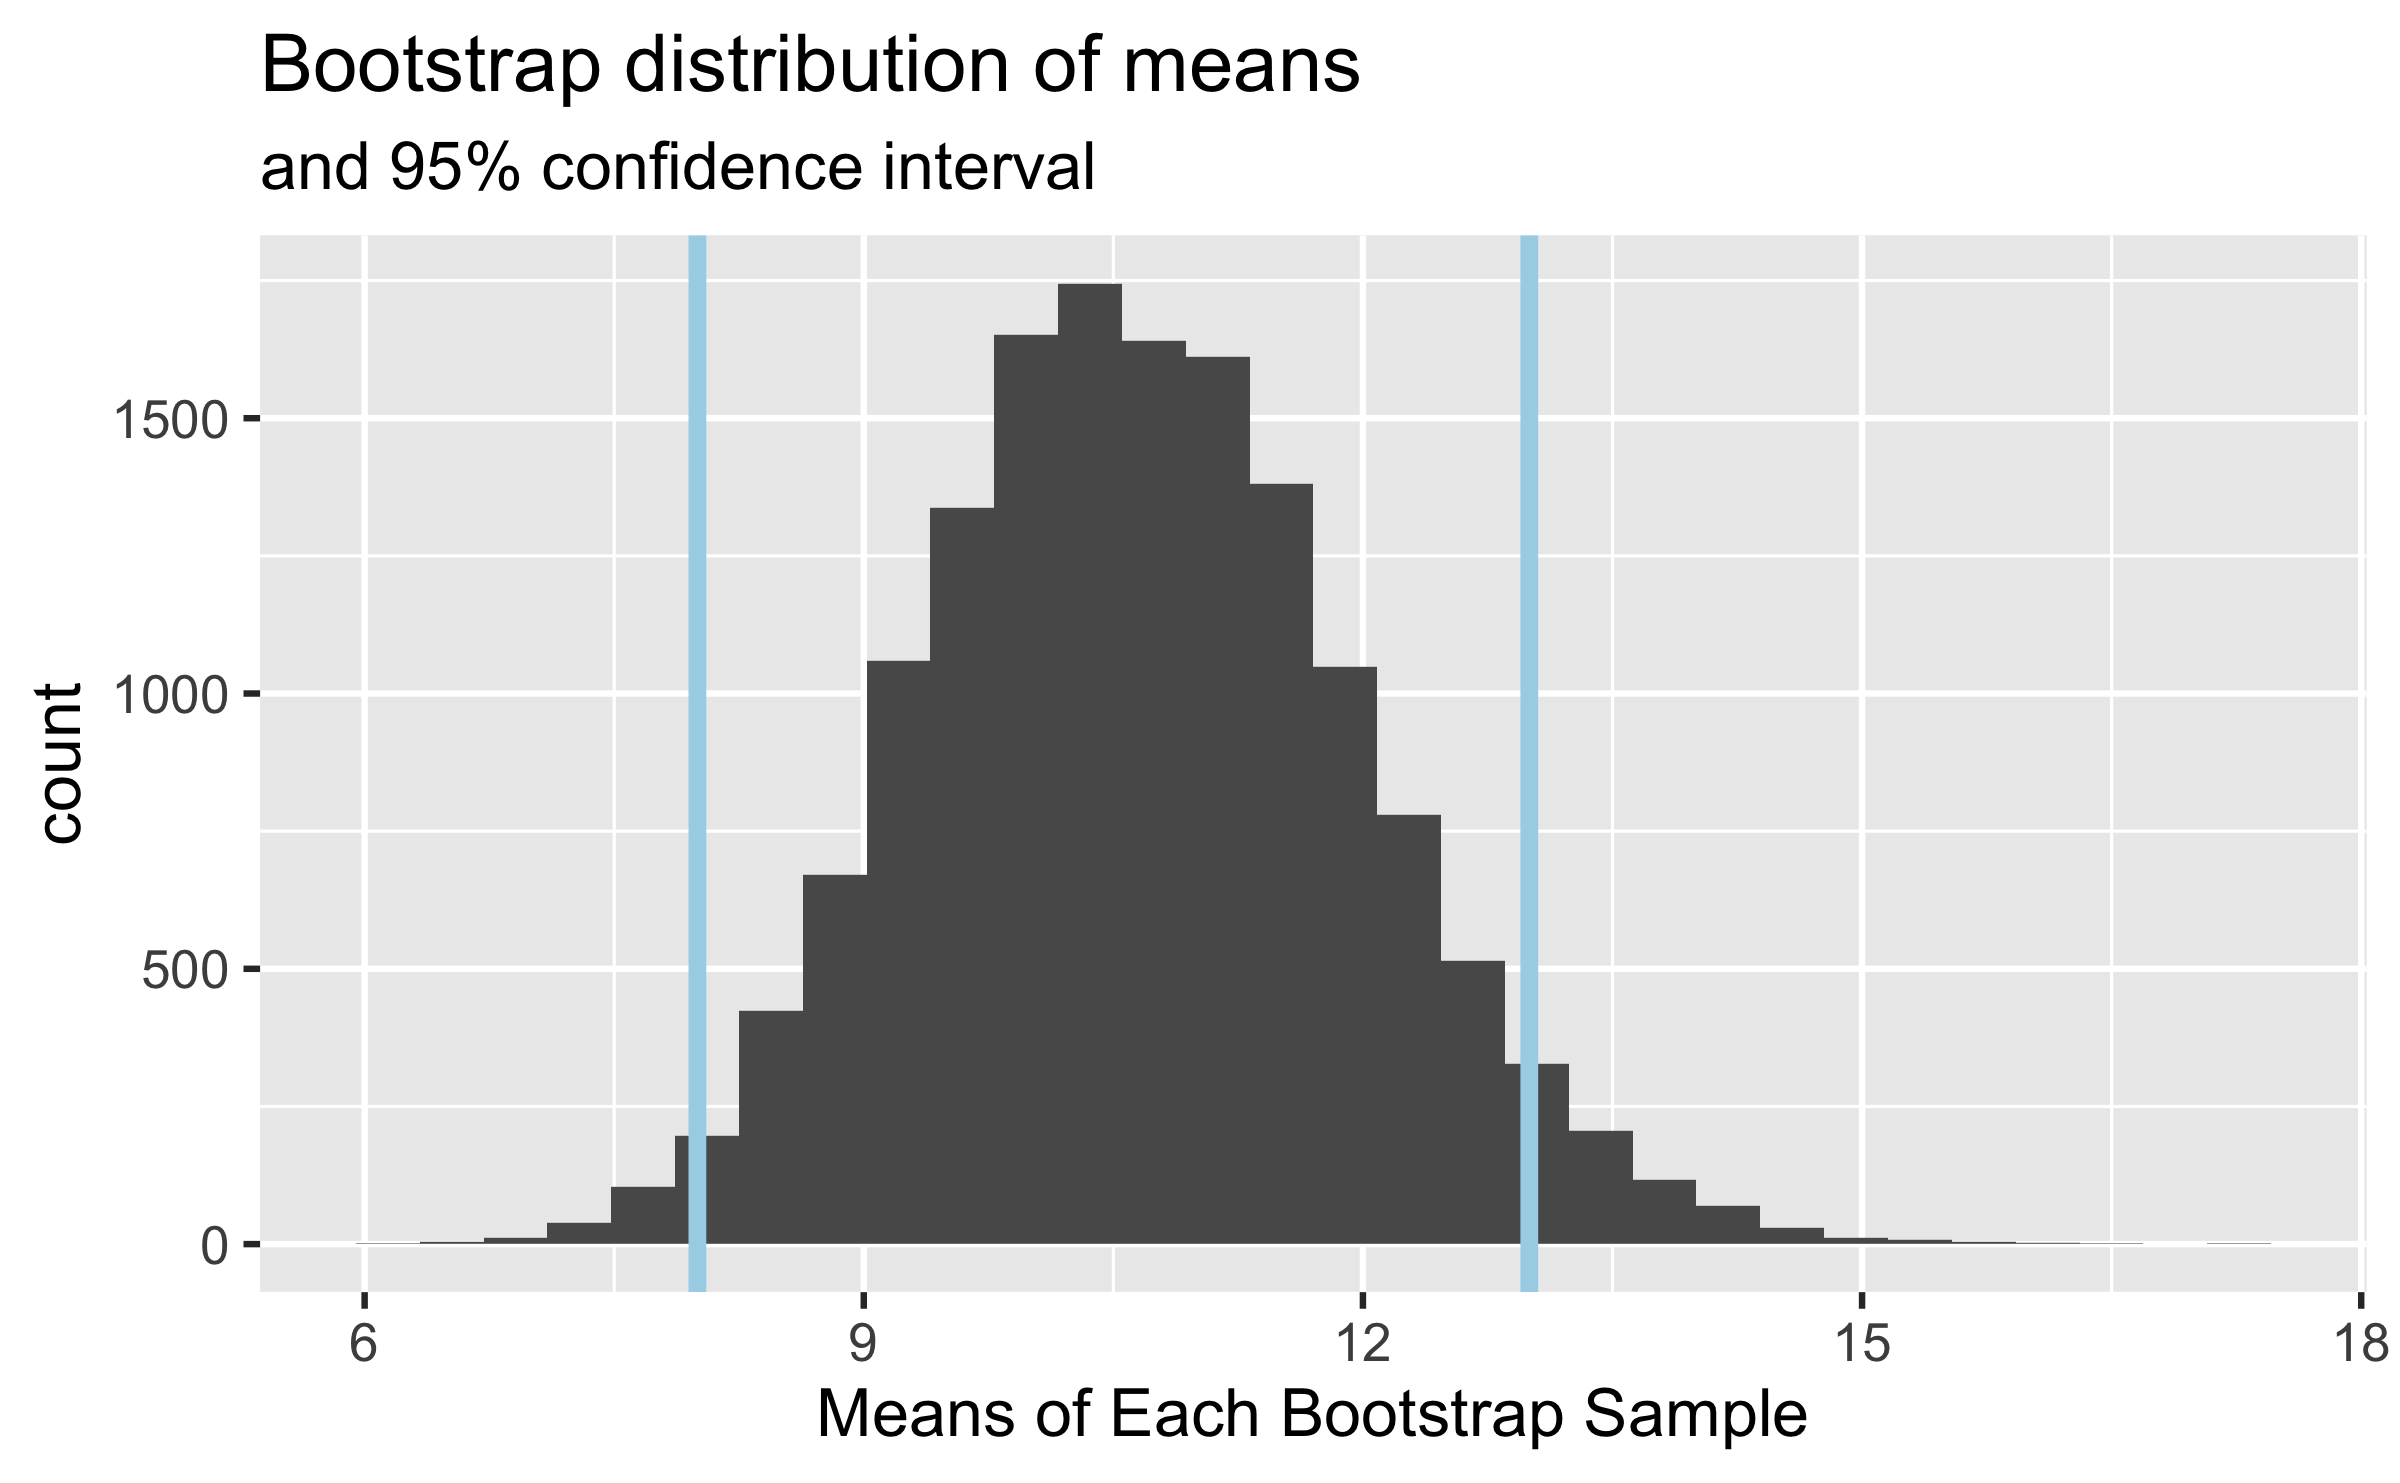 Bootstrap distribution of means
and 95% confidence interval
count
1500
1000
500
0
6 9 12 15 18
Means of Each Bootstrap Sample